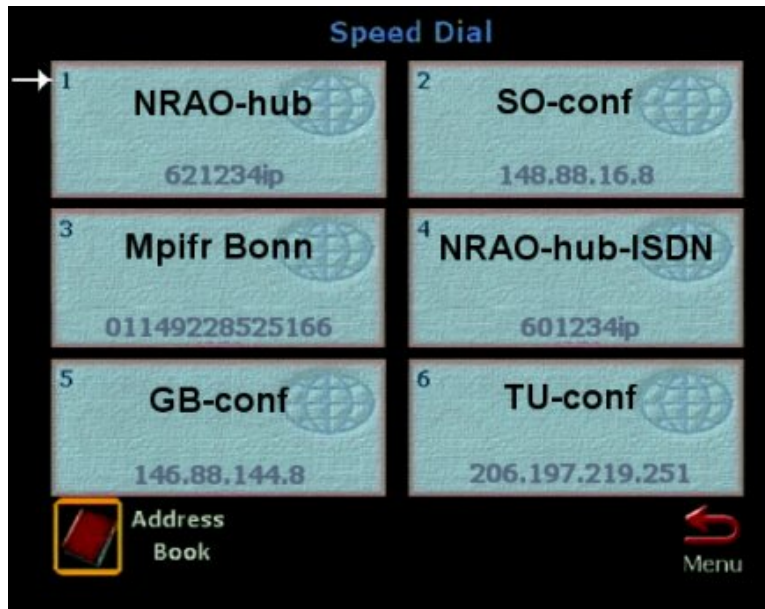 Speed Dial
1 NRAO-hub
621234ip
2 SO-conf
148.88.16.8
3 Mpifr Bonn
01149228525166
4 NRAO-hub-ISDN
601234ip
5 GB-conf
146.88.144.8
6 TU-conf
206.197.219.251
Address
Book
Menu